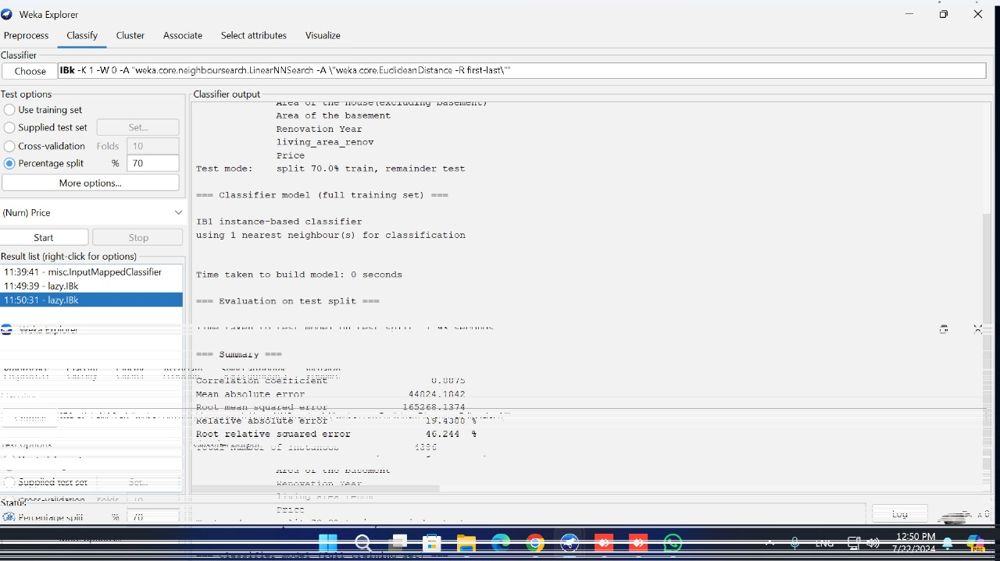 Weka Explorer
Preprocess Classify Cluster Associate Select attributes Visualize
Classifier
Choose IBk -K 1 -W 0 -A "weka.core.neighboursearch.LinearNNSearch -A \"weka.core.EuclideanDistance -R first-last\""
Test options
Use training set
Supplied test set Set...
Cross-validation Folds 10
Percentage split % 70
More options...
(Num) Price
Start Stop
Result list (right-click for options)
11:39:41 - misc.InputMappedClassifier
11:49:39 - lazy.IBk
11:50:31 - lazy.IBk
Classifier output
Area of the house(excluding basement)
Area of the basement
Renovation Year
living_area_renov
Price
Test mode: split 70.0% train, remainder test
=== Classifier model (full training set) ===
IB1 instance-based classifier
using 1 nearest neighbour(s) for classification
Time taken to build model: 0 seconds
=== Evaluation on test split ===
Weka Explorer
=== Summary ===
Correlation coefficient
Mean absolute error 44024.1842
Root mean squared error 165268.1374
Relative absolute error
Root relative squared error 46.244 %
Total Number of Instances
Area of the basement
Supplied test set Set...
Renovation Year
Cross-validation Folds 10
Status
Price
Percentage split % 70
Log
x 0
ENG
12:50 PM
7/22/2024